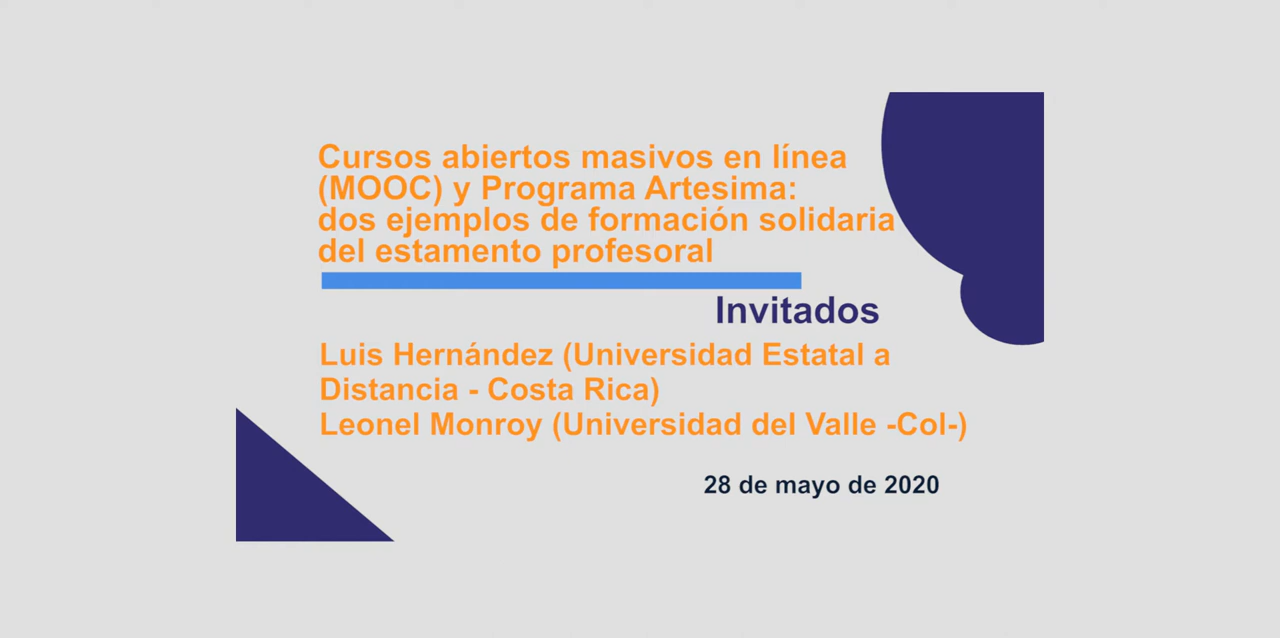 Cursos abiertos masivos en línea
(MOOC) y Programa Artesima:
dos ejemplos de formación solidaria
del estamento profesoral
Invitados
Luis Hernández (Universidad Estatal a
Distancia - Costa Rica)
Leonel Monroy (Universidad del Valle -Col-)
28 de mayo de 2020